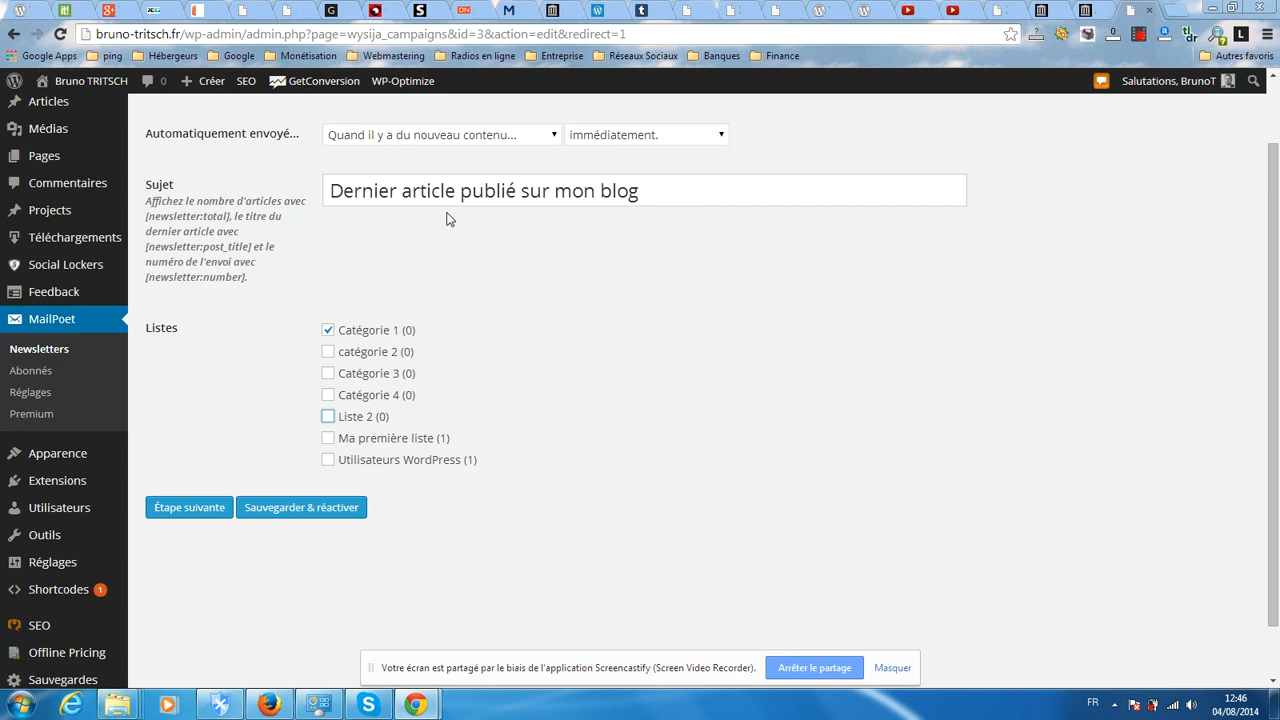 bruno-tritsch.fr/wp-admin/admin.php?page=wysija_campaigns&id=3&action=edit&redirect=1
Google Apps ping Hébergeurs Google Monétisation Webmastering Radios en ligne Entreprise Réseaux Sociaux Banques Finance Autres favoris
Bruno TRITSCH 0 Créer SEO GetConversion WP-Optimize Salutations, BrunoT
Articles
Médias
Pages
Commentaires
Projects
Téléchargements
Social Lockers
Feedback
MailPoet
Newsletters
Abonnés
Réglages
Premium
Apparence
Extensions
Utilisateurs
Outils
Réglages
Shortcodes 1
SEO
Offline Pricing
Sauvegardes
Automatiquement envoyé... Quand il y a du nouveau contenu... immédiatement.
Sujet Dernier article publié sur mon blog
Affichez le nombre d'articles avec
[newsletter:total], le titre du
dernier article avec
[newsletter:post_title] et le
numéro de l'envoi avec
[newsletter:number].
Listes Catégorie 1 (0)
catégorie 2 (0)
Catégorie 3 (0)
Catégorie 4 (0)
Liste 2 (0)
Ma première liste (1)
Utilisateurs WordPress (1)
Étape suivante Sauvegarder & réactiver
Votre écran est partagé par le biais de l'application Screencastify (Screen Video Recorder). Arrêter le partage Masquer
FR 12:46
04/08/2014